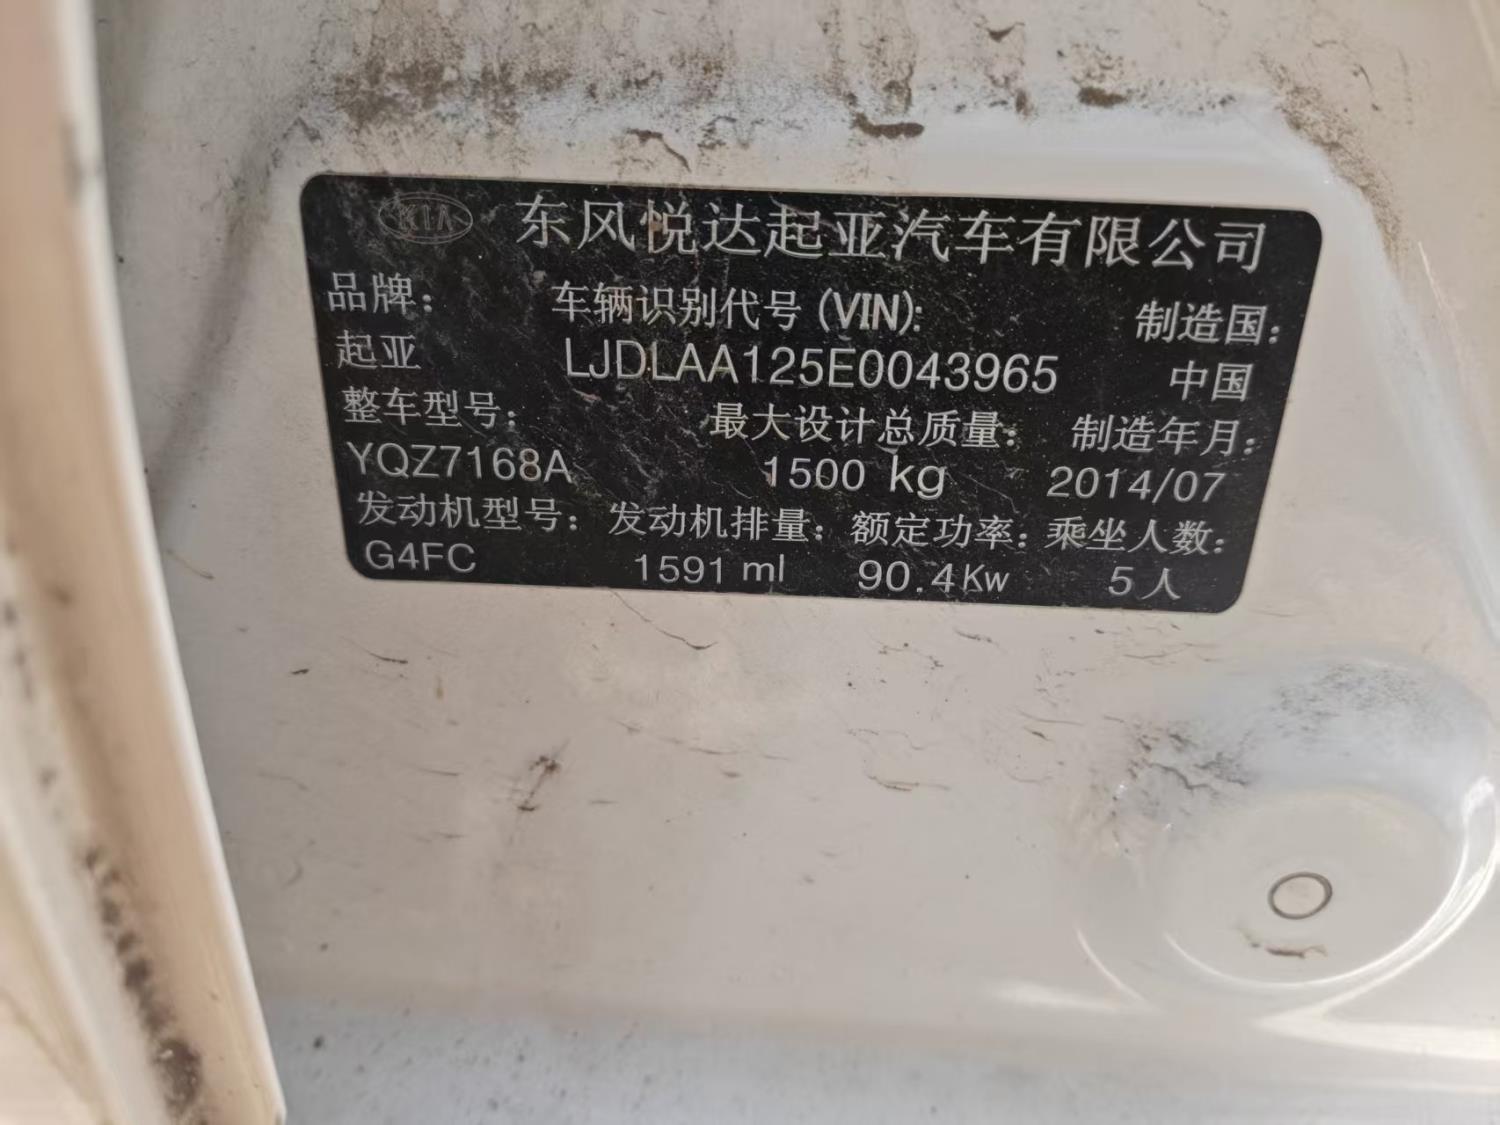 KIA 东风悦达起亚汽车有限公司
品牌： 车辆识别代号 (VIN): 制造国：
起亚 LJDLAA125E0043965 中国
整车型号： 最大设计总质量： 制造年月：
YQZ7168A 1500 kg 2014/07
发动机型号： 发动机排量： 额定功率： 乘坐人数：
G4FC 1591 ml 90.4Kw 5人